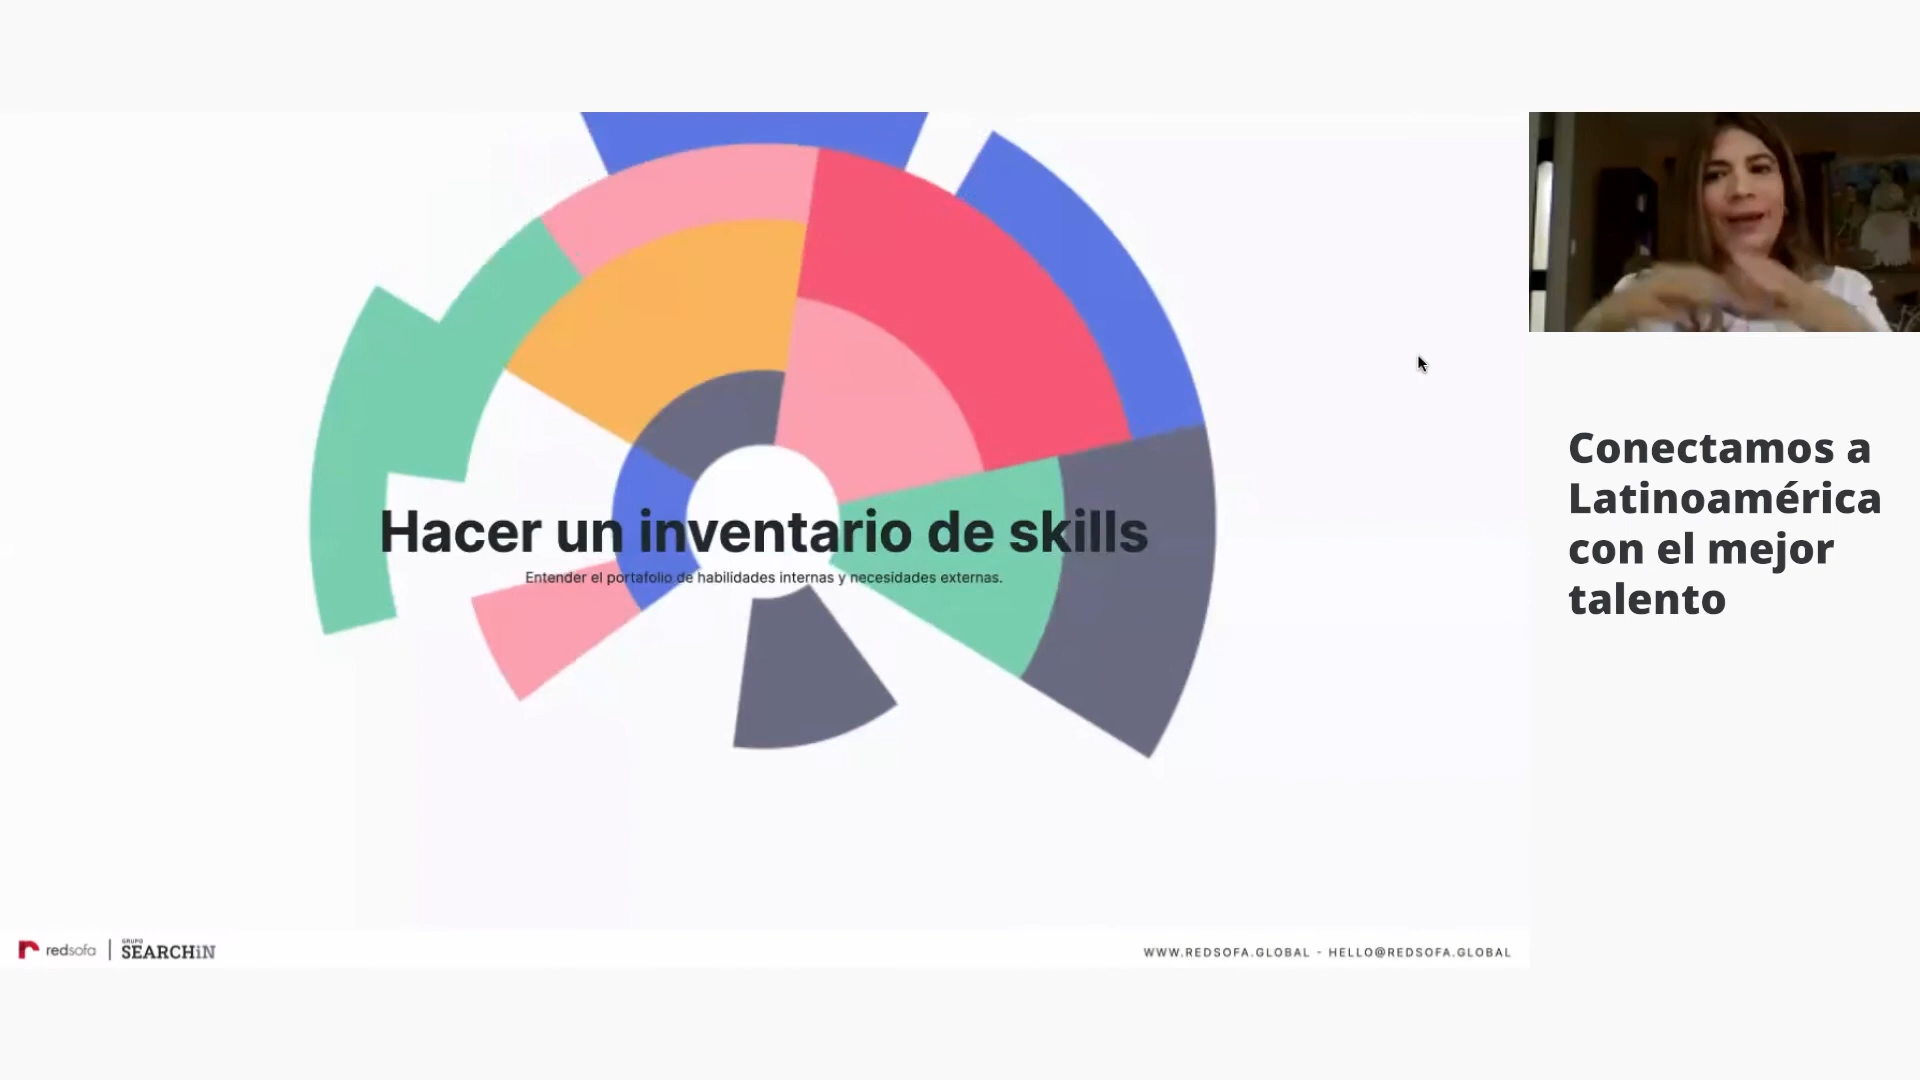 Hacer un inventario de skills
Entender el portafolio de habilidades internas y necesidades externas.
Conectamos a
Latinoamérica
con el mejor
talento
redsofa
GRUPO
SEARCHiN
WWW.REDSOFA.GLOBAL - HELLO@REDSOFA.GLOBAL